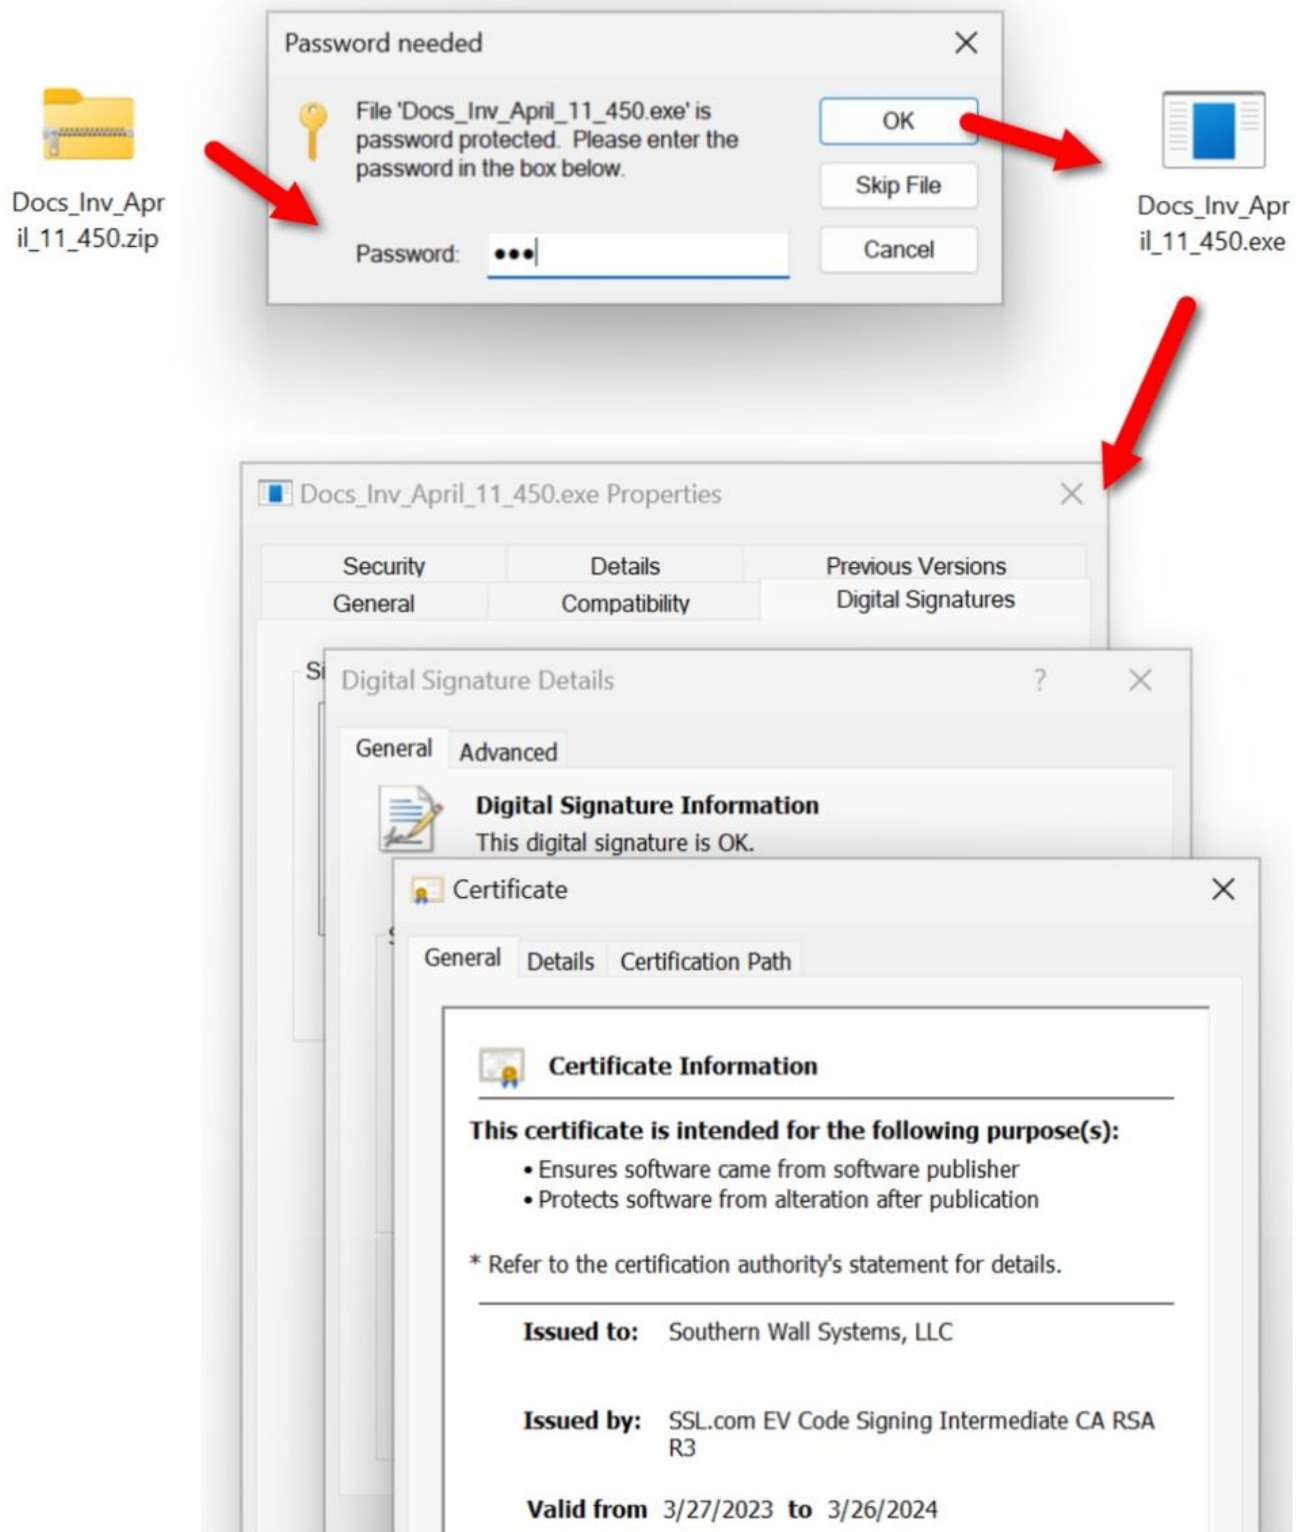 Password needed
File 'Docs_Inv_April_11_450.exe' is
password protected. Please enter the
password in the box below.
OK
Skip File
Cancel
Password:
Docs_Inv_Apr
il_11_450.zip
Docs_Inv_Apr
il_11_450.exe
Docs_Inv_April_11_450.exe Properties
Security Details Previous Versions
General Compatibility Digital Signatures
Si
Digital Signature Details ?
General Advanced
Digital Signature Information
This digital signature is OK.
Certificate
General Details Certification Path
Certificate Information
This certificate is intended for the following purpose(s):
• Ensures software came from software publisher
• Protects software from alteration after publication
* Refer to the certification authority's statement for details.
Issued to: Southern Wall Systems, LLC
Issued by: SSL.com EV Code Signing Intermediate CA RSA
R3
Valid from 3/27/2023 to 3/26/2024